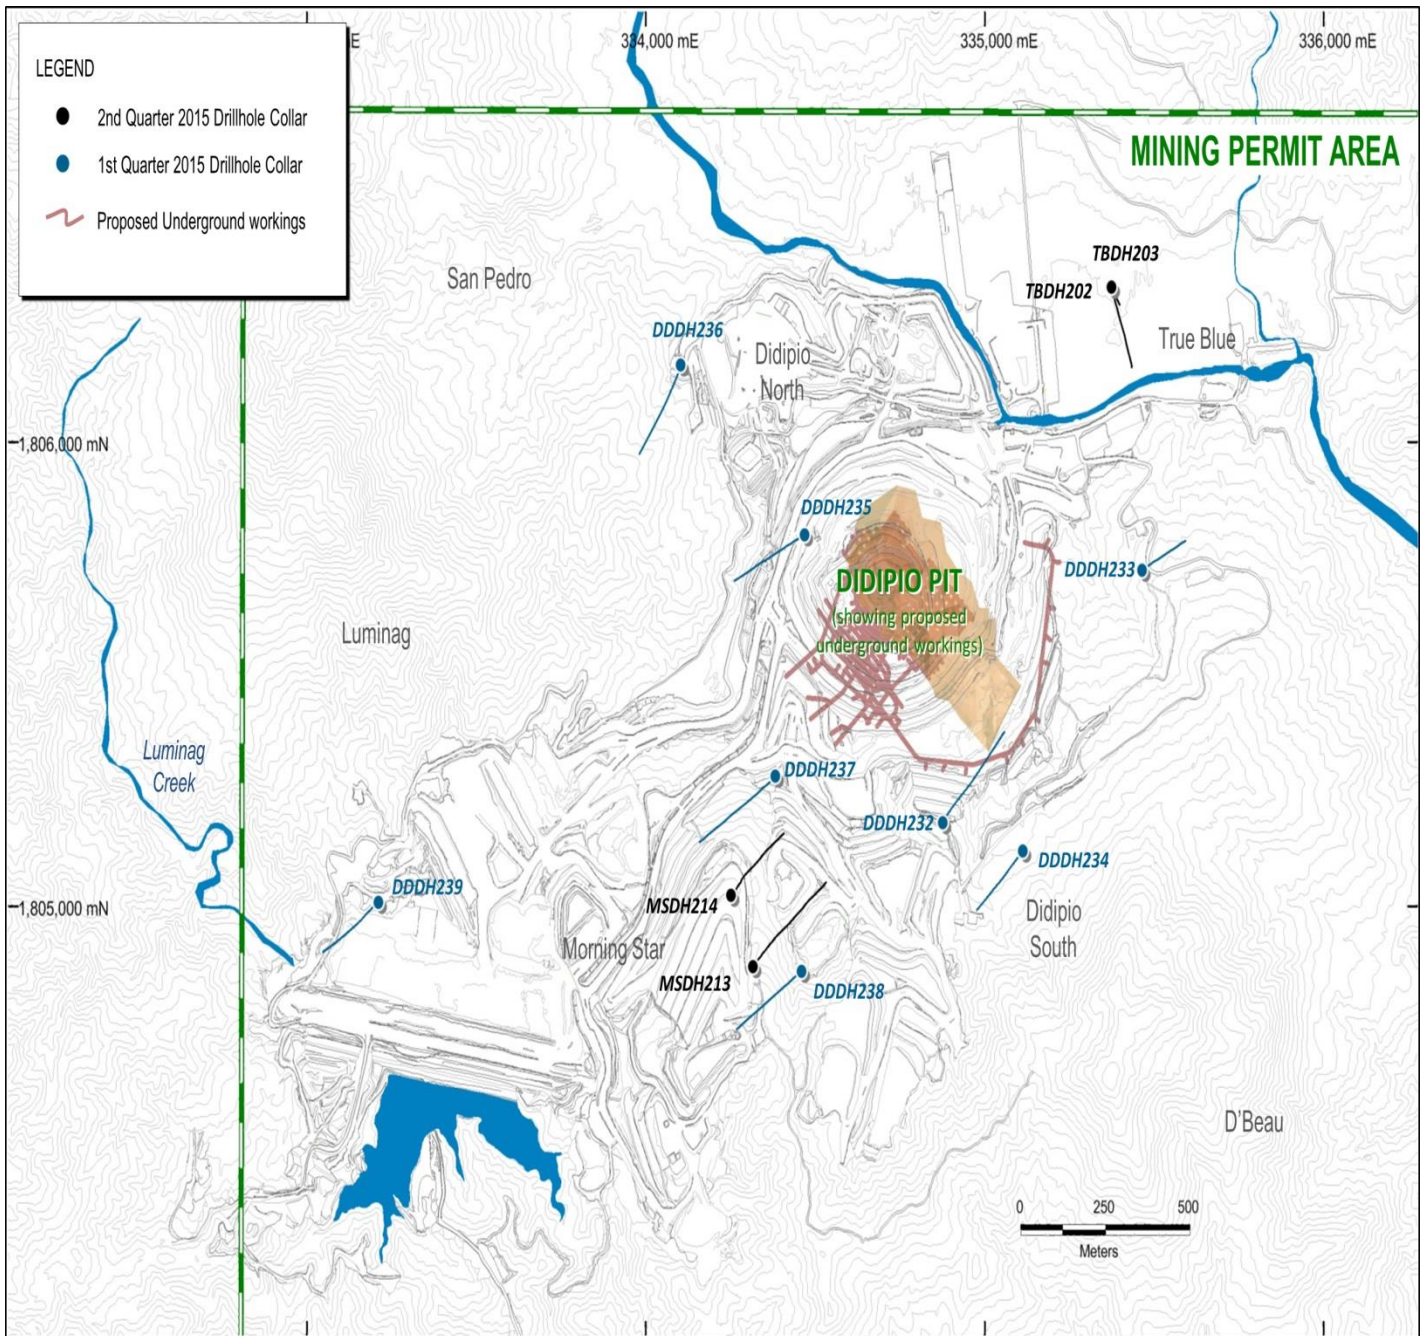 LEGEND
2nd Quarter 2015 Drillhole Collar
1st Quarter 2015 Drillhole Collar
Proposed Underground workings
E
334,000 mE
335,000 mE
336,000 mE
MINING PERMIT AREA
San Pedro
TBDH203
TBDH202
True Blue
DDDH236
Didipio
North
1,806,000 mN
DDDH235
DDDH233
DIDIPIO PIT
(showing proposed
underground workings)
Luminag
Luminag
Creek
DDDH237
DDDH232
DDDH234
DDDH239
MSDH214
1,805,000 mN
Didipio
South
Morning Star
MSDH213
DDDH238
D'Beau
0 250 500
Meters